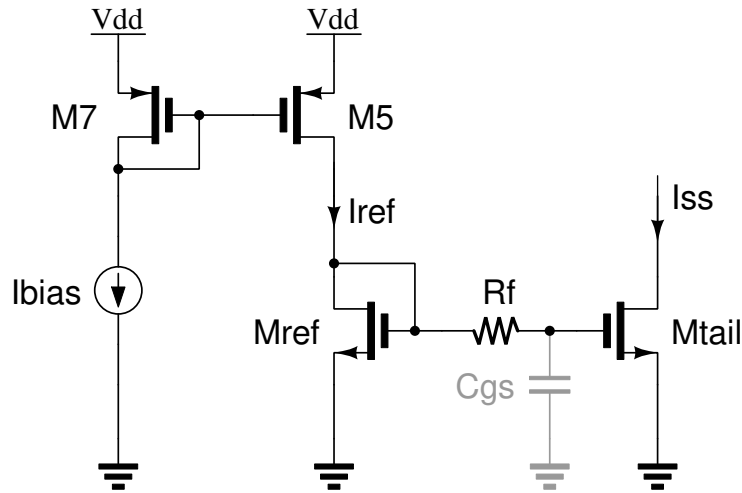 Vdd
Vdd
M7
M5
Iref
Iss
Ibias
Mref
Rf
Mtail
Cgs